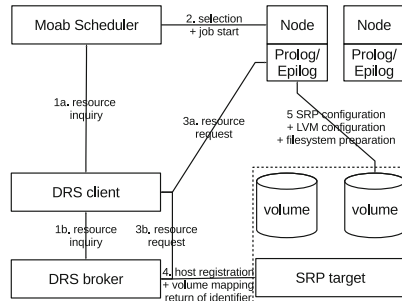 Moab Scheduler
2. selection
+ job start
Node
Node
Prolog/
Epilog
Prolog/
Epilog
1a. resource
inquiry
3a. resource
request
5 SRP configuration
+ LVM configuration
+ filesystem preparation
DRS client
volume
volume
1b. resource
inquiry
3b. resource
request
DRS broker
4. host registration
+ volume mapping
return of identifier
SRP target